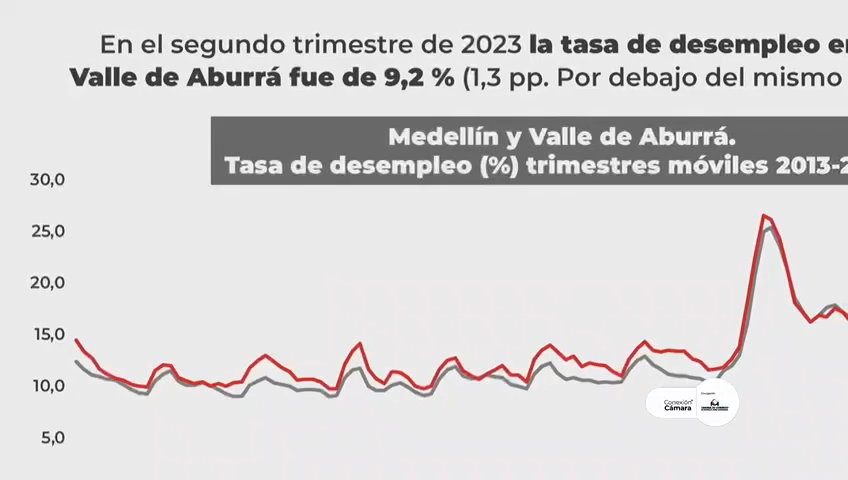 En el segundo trimestre de 2023 la tasa de desempleo en
Valle de Aburrá fue de 9,2 % (1,3 pp. Por debajo del mismo
Medellín y Valle de Aburrá.
Tasa de desempleo (%) trimestres móviles 2013-2
30,0
25,0
20,0
15,0
10,0
5,0
Conexión
Cámara